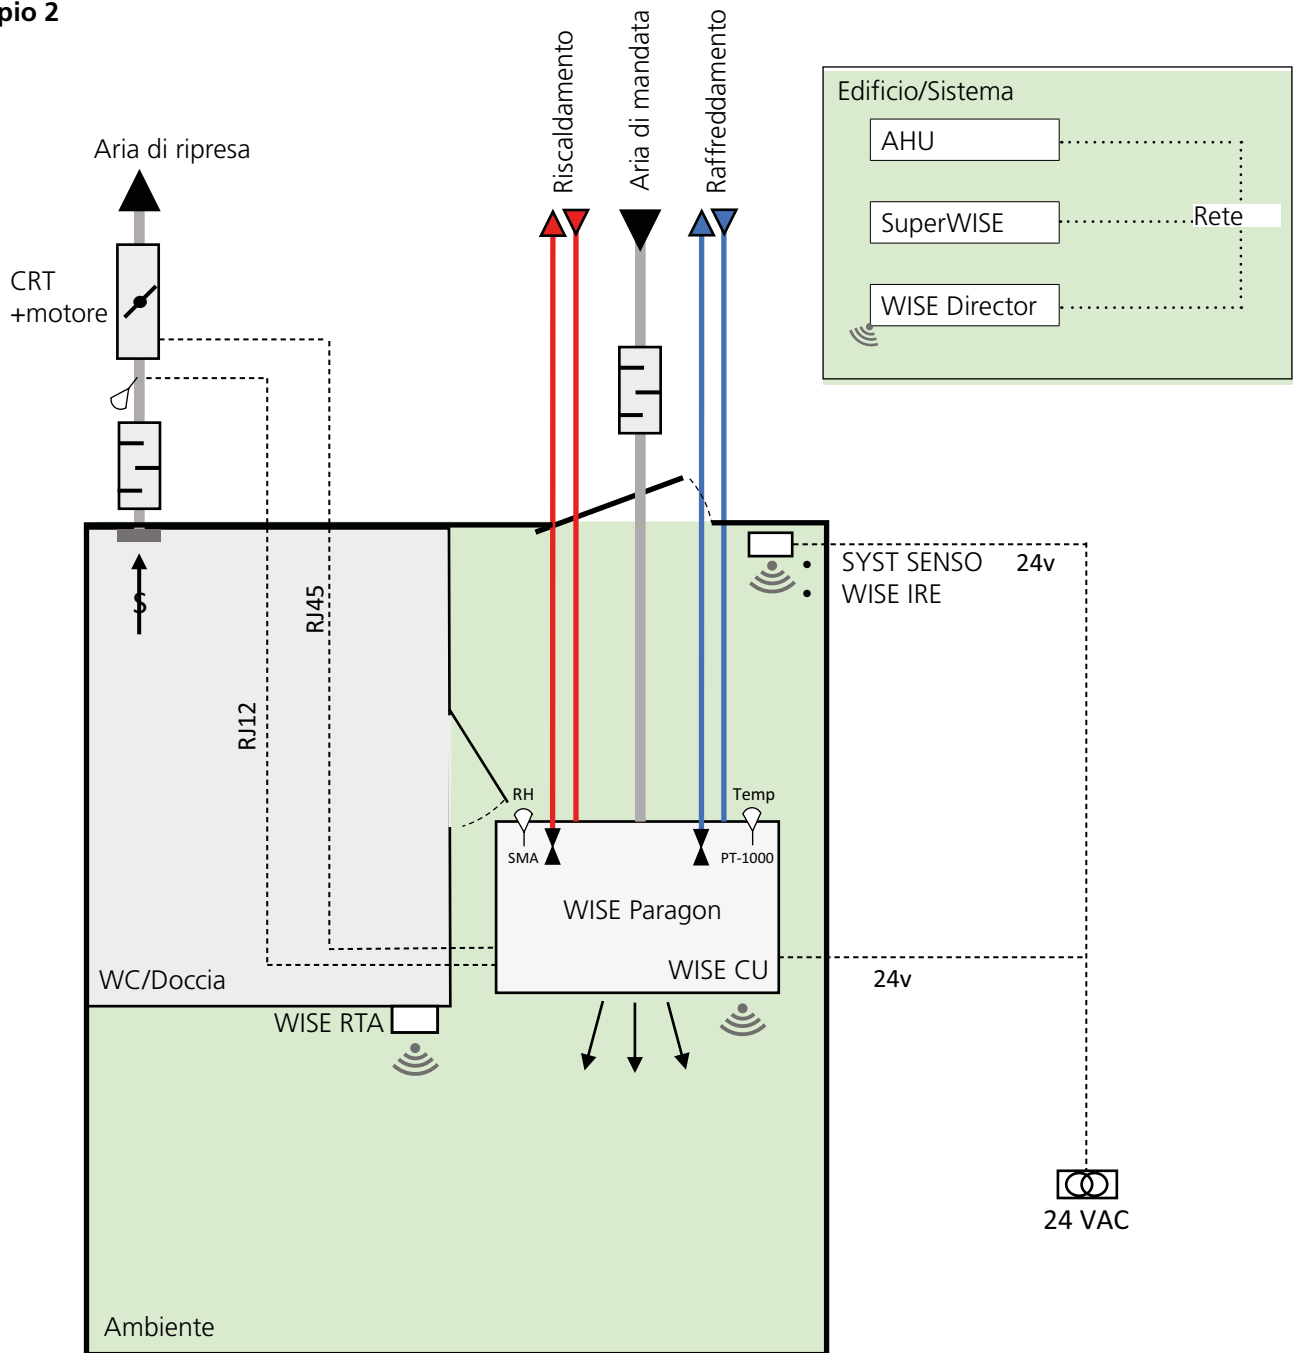 pio 2
Riscaldamento
Aria di mandata
Raffreddamento
Edificio/Sistema
AHU
SuperWISE
Rete
WISE Director
Aria di ripresa
CRT
+motore
SYST SENSO
24v
WISE IRE
S
RJ45
RJ12
RH
Temp
SMA
PT-1000
WISE Paragon
WISE CU
24v
WC/Doccia
WISE RTA
24 VAC
Ambiente